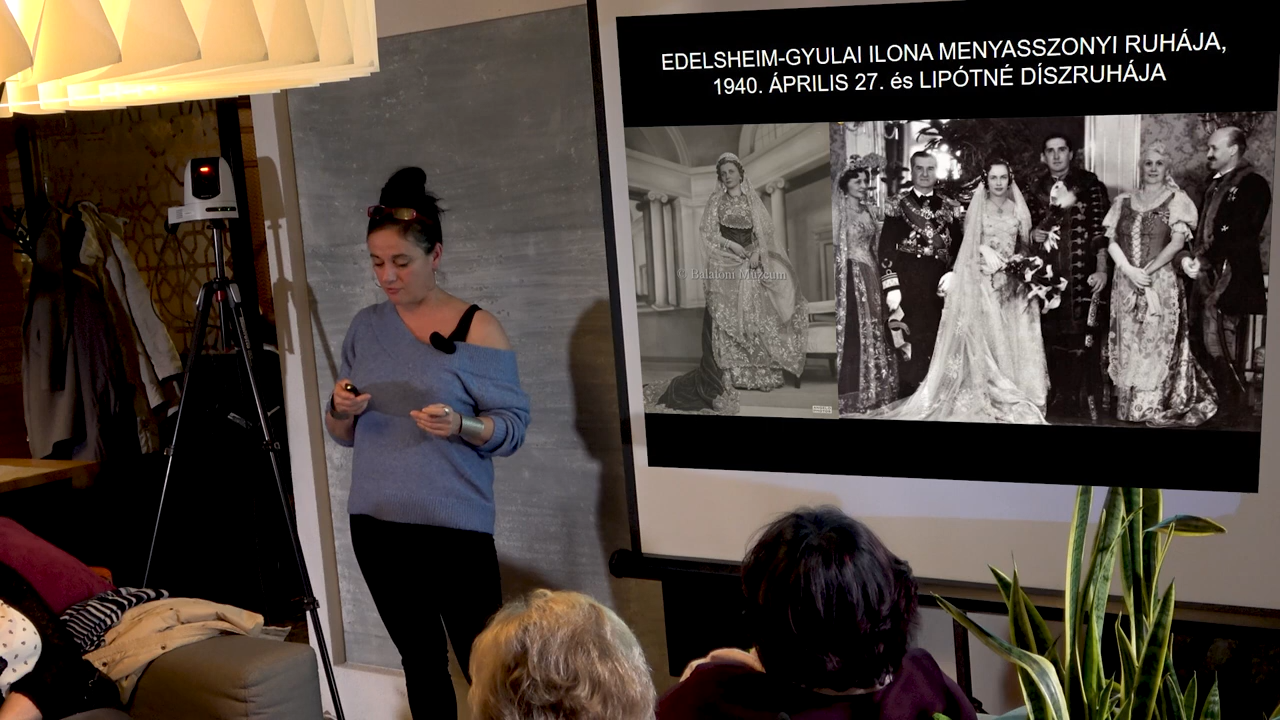 EDELSHEIM-GYULAI ILONA MENYASSZONYI RUHÁJA,
1940. ÁPRILIS 27. és LIPÓTNÉ DÍSZRUHÁJA
© Balatoni Múzeum